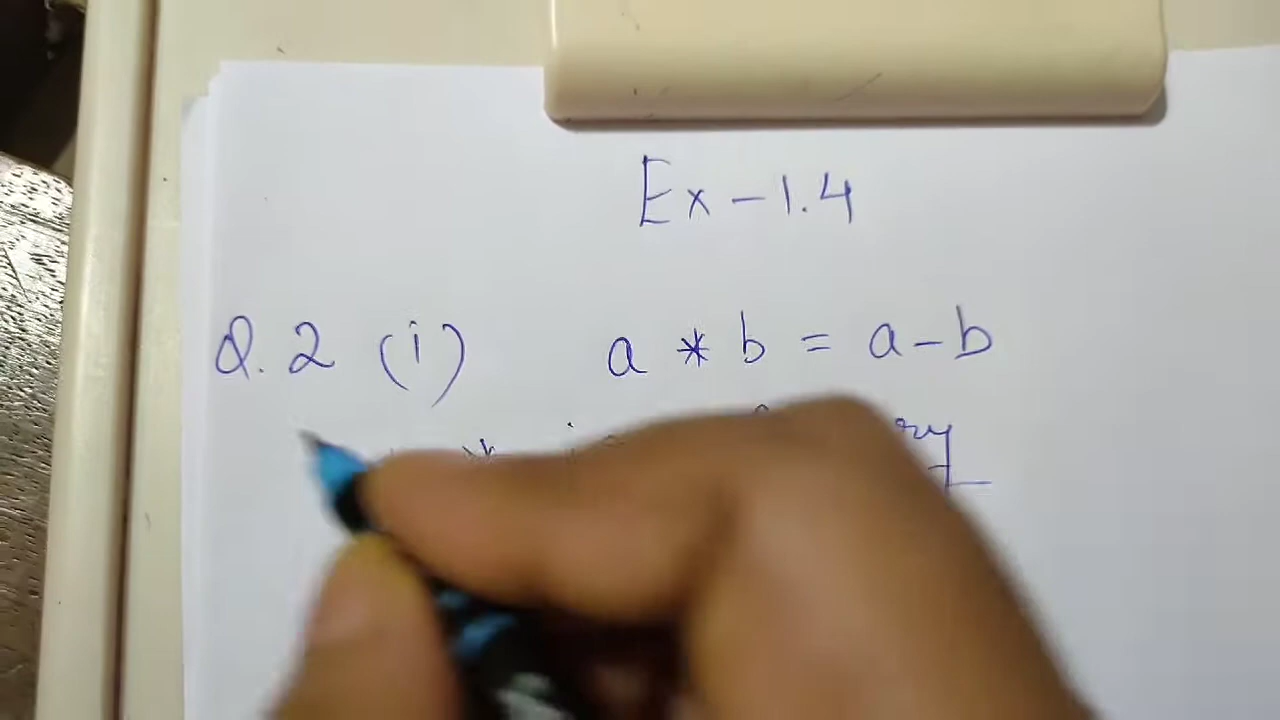 Ex - 1.4
Q. 2 (i) a * b = a - b
*